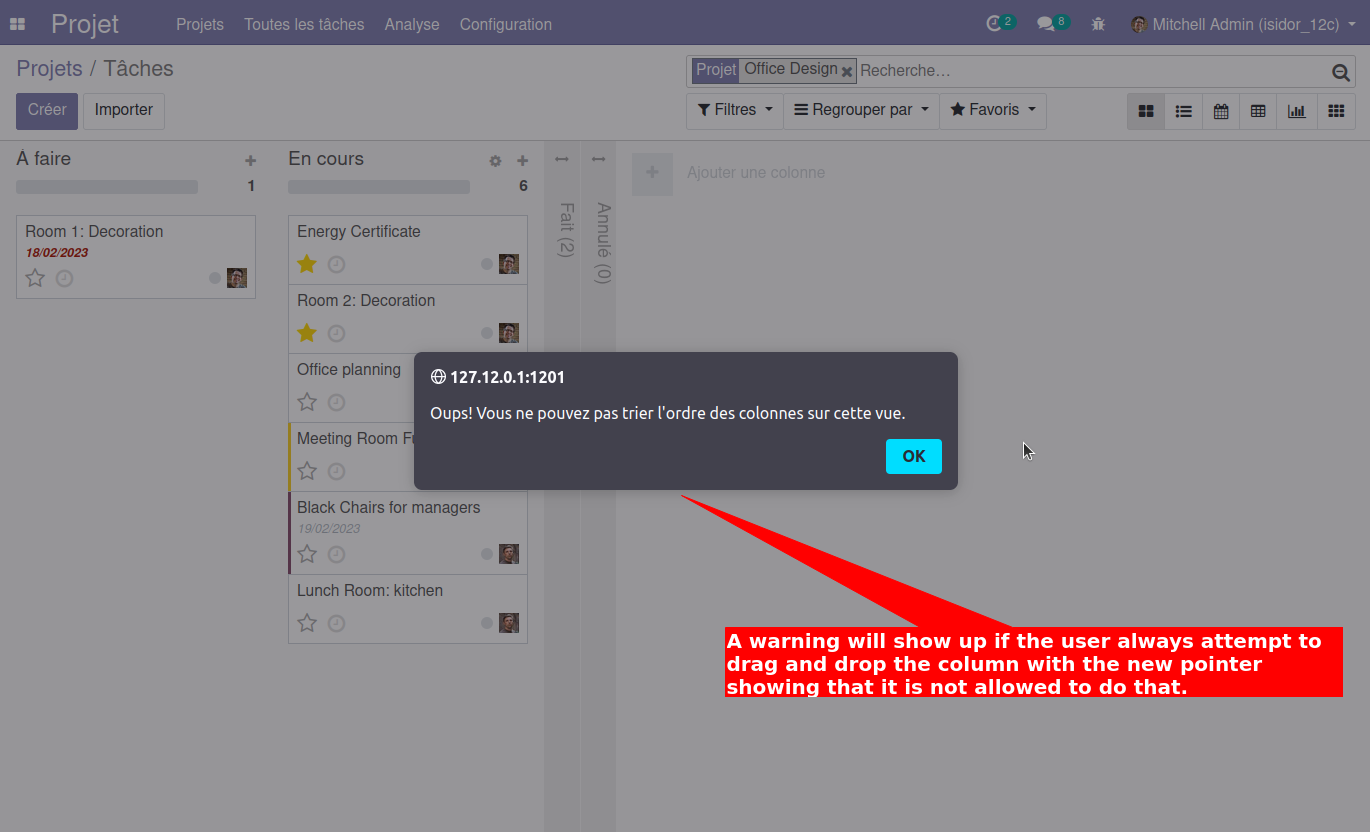 Projet
Projets
Toutes les tâches
Analyse
Configuration
2
8
Mitchell Admin (isidor_12c)
Projets / Tâches
Projet Office Design
Recherche...
Créer
Importer
Filtres
Regrouper par
Favoris
À faire
1
Room 1: Decoration
18/02/2023
En cours
6
Energy Certificate
Room 2: Decoration
Office planning
Meeting Room Fu
Black Chairs for managers
19/02/2023
Lunch Room: kitchen
Fait (2)
Annulé (0)
Ajouter une colonne
127.12.0.1:1201
Oups! Vous ne pouvez pas trier l'ordre des colonnes sur cette vue.
OK
A warning will show up if the user always attempt to
drag and drop the column with the new pointer
showing that it is not allowed to do that.